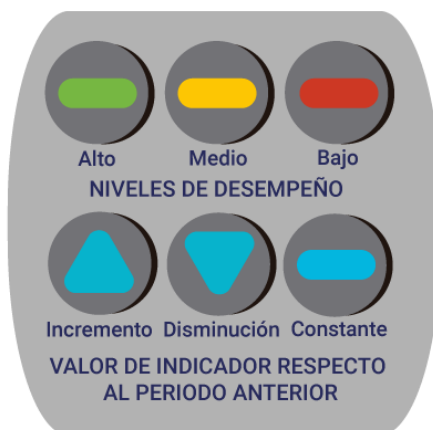 Alto Medio Bajo
NIVELES DE DESEMPEÑO
Incremento Disminución Constante
VALOR DE INDICADOR RESPECTO
AL PERIODO ANTERIOR